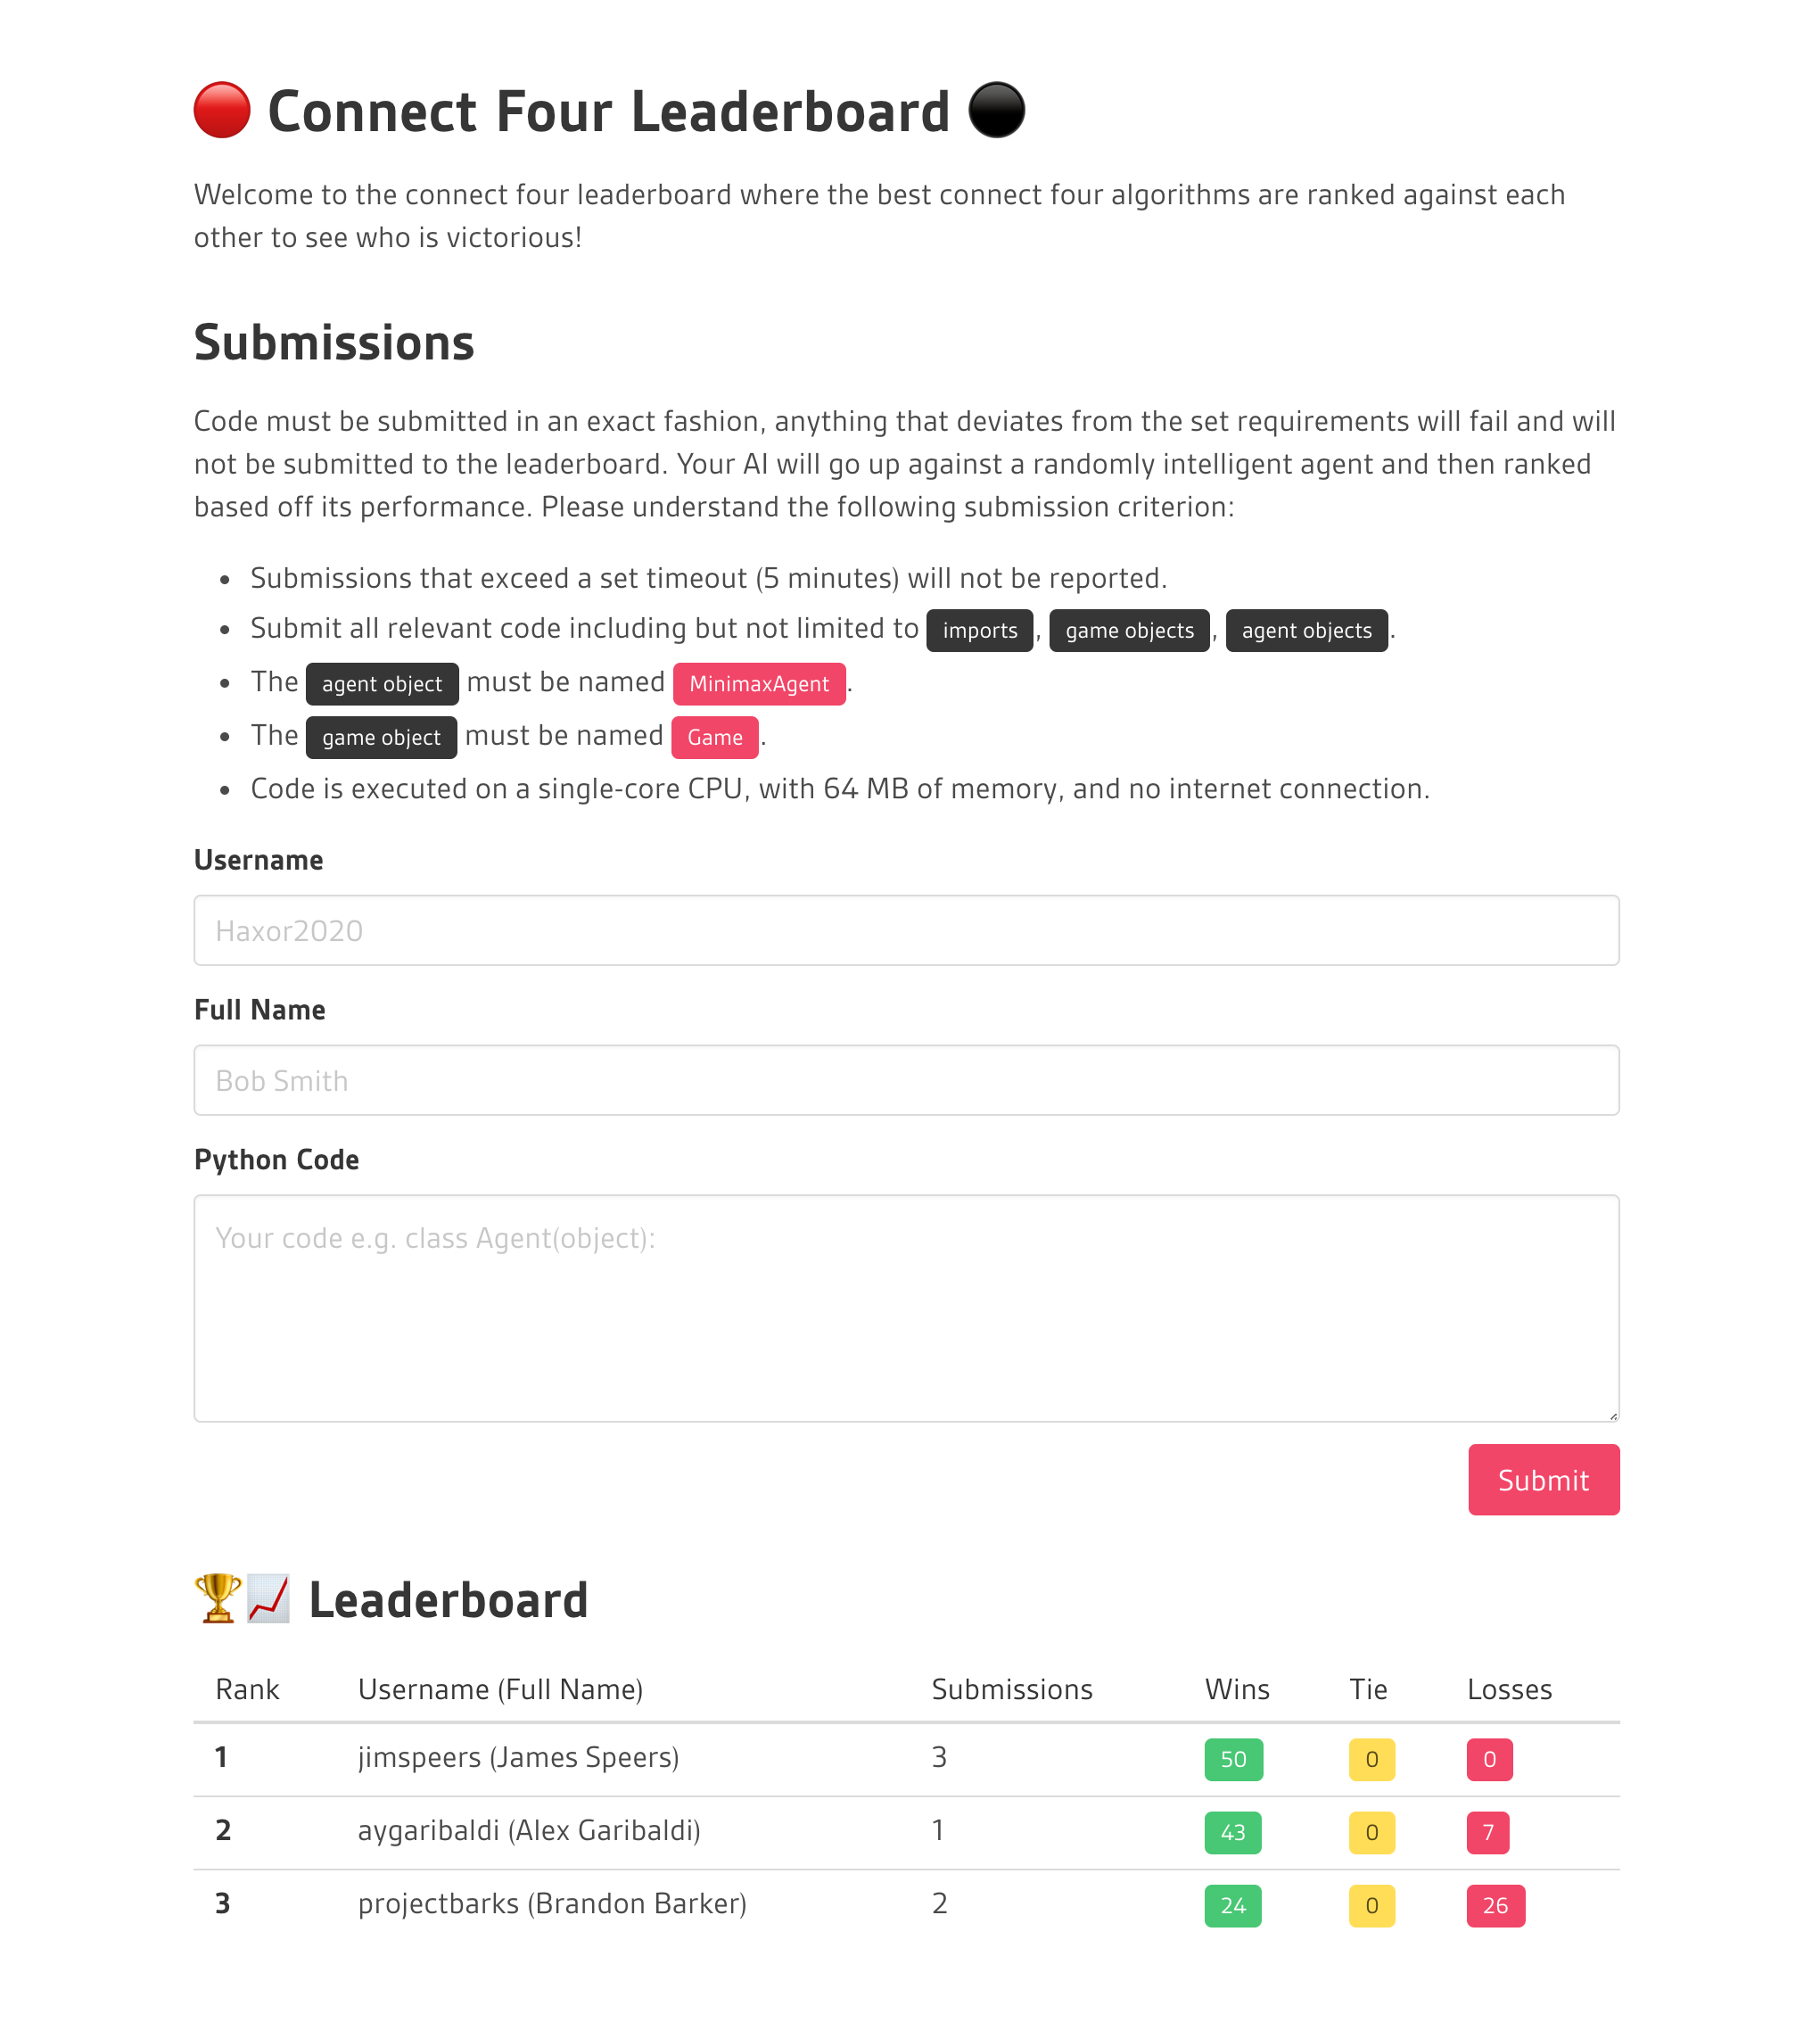 Connect Four Leaderboard
Welcome to the connect four leaderboard where the best connect four algorithms are ranked against each
other to see who is victorious!
Submissions
Code must be submitted in an exact fashion, anything that deviates from the set requirements will fail and will
not be submitted to the leaderboard. Your AI will go up against a randomly intelligent agent and then ranked
based off its performance. Please understand the following submission criterion:
Submissions that exceed a set timeout (5 minutes) will not be reported.
Submit all relevant code including but not limited to imports, game objects, agent objects.
The agent object must be named MinimaxAgent.
The game object must be named Game.
Code is executed on a single-core CPU, with 64 MB of memory, and no internet connection.
Username
Haxor2020
Full Name
Bob Smith
Python Code
Your code e.g. class Agent(object):
Submit
Leaderboard
Rank Username (Full Name) Submissions Wins Tie Losses
1 jimspeers (James Speers) 3 50 0 0
2 aygaribaldi (Alex Garibaldi) 1 43 0 7
3 projectbarks (Brandon Barker) 2 24 0 26